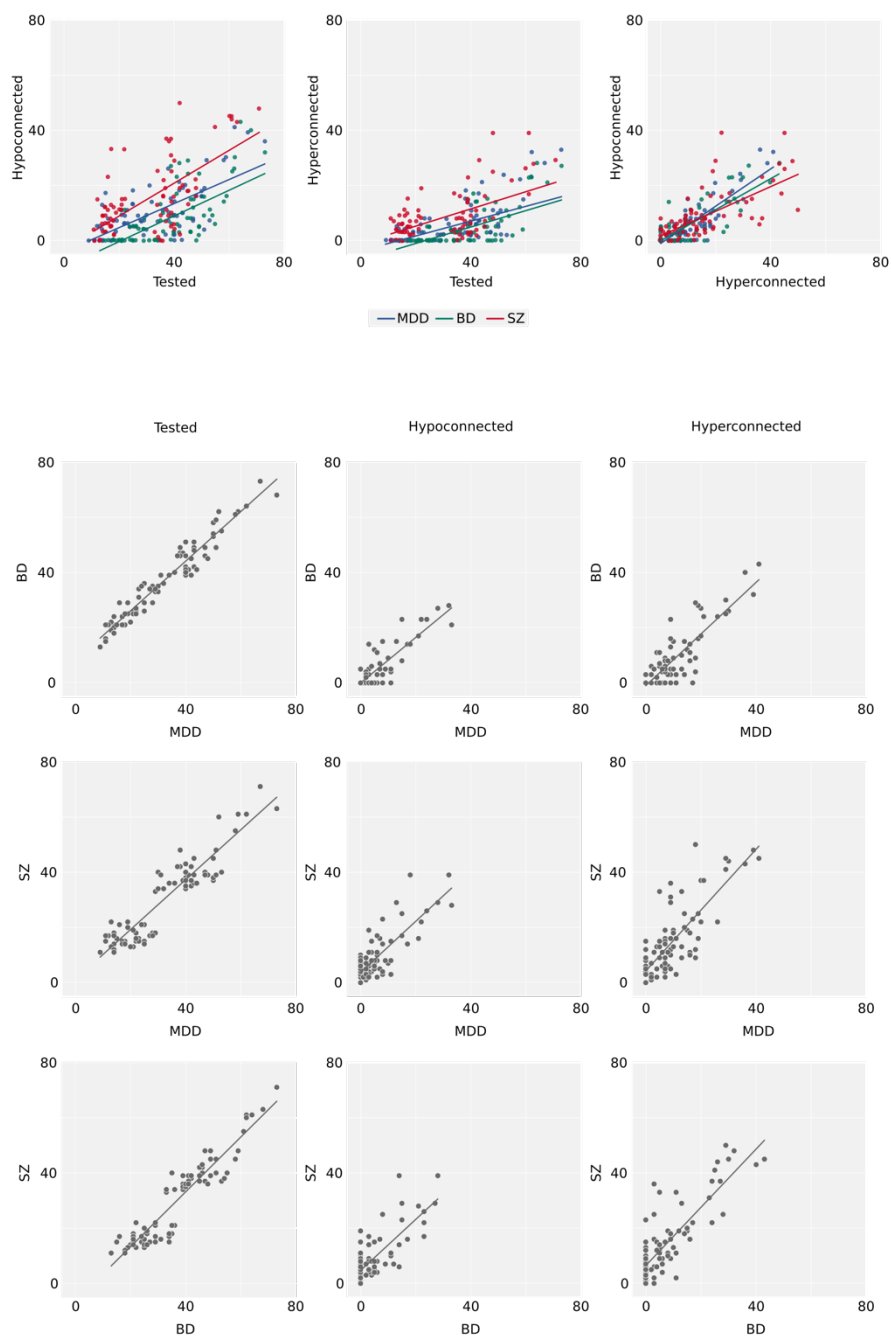 80 80 80
Hypoconnected Hyperconnected Hypoconnected
40 40 40
0 0 0
0 40 80 0 40 80 0 40 80
Tested Tested Hyperconnected
MDD BD SZ
Tested Hypoconnected Hyperconnected
80 80 80
BD BD BD
40 40 40
0 0 0
0 40 80 0 40 80 0 40 80
MDD MDD MDD
80 80 80
SZ SZ SZ
40 40 40
0 0 0
0 40 80 0 40 80 0 40 80
MDD MDD MDD
80 80 80
SZ SZ SZ
40 40 40
0 0 0
0 40 80 0 40 80 0 40 80
BD BD BD